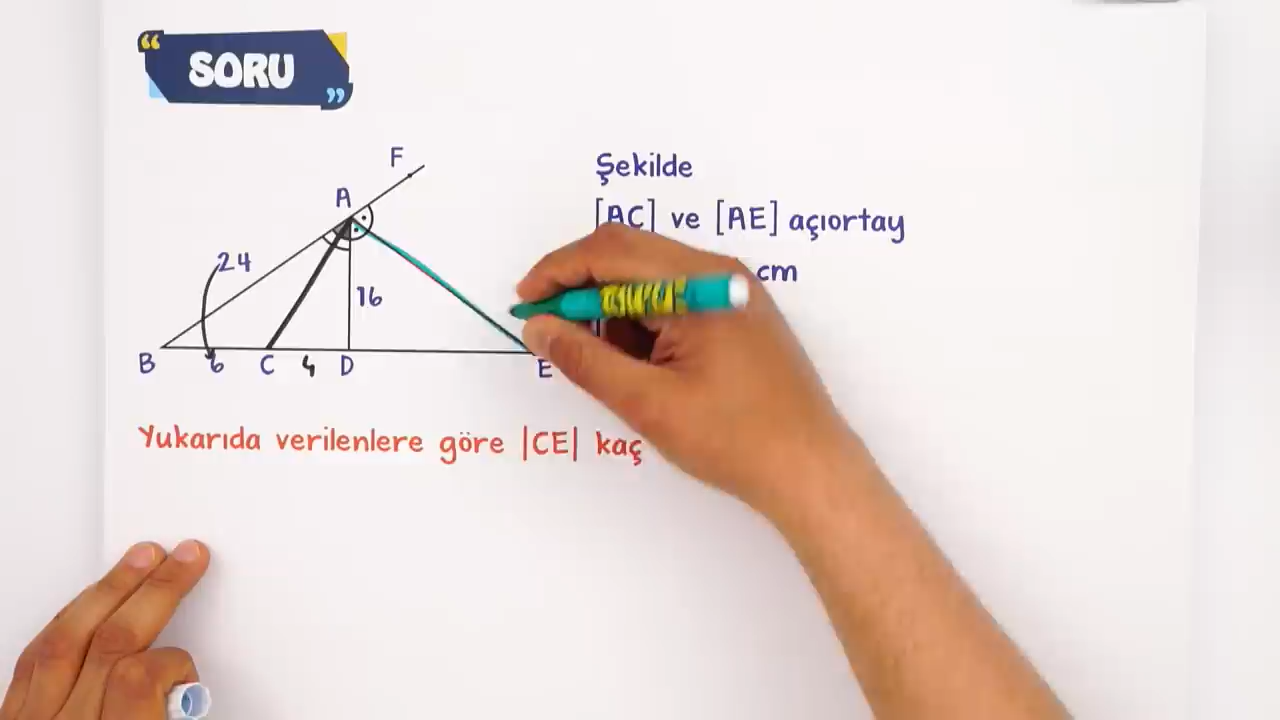 SORU
F
A
24
16
B 6 C 4 D E
Şekilde
[AC] ve [AE] açıortay
cm
Yukarıda verilenlere göre |CE| kaç